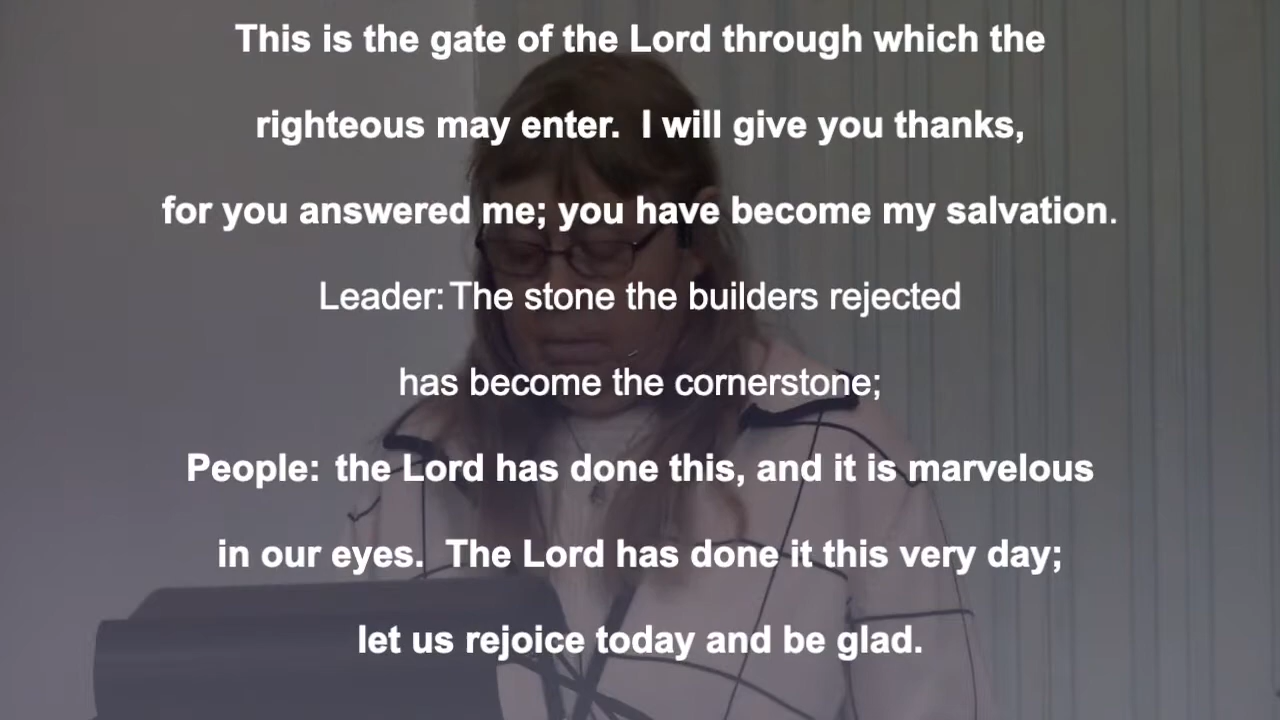 This is the gate of the Lord through which the
righteous may enter.  I will give you thanks,
for you answered me; you have become my salvation.
Leader: The stone the builders rejected
has become the cornerstone;
People:  the Lord has done this, and it is marvelous
in our eyes.  The Lord has done it this very day;
let us rejoice today and be glad.